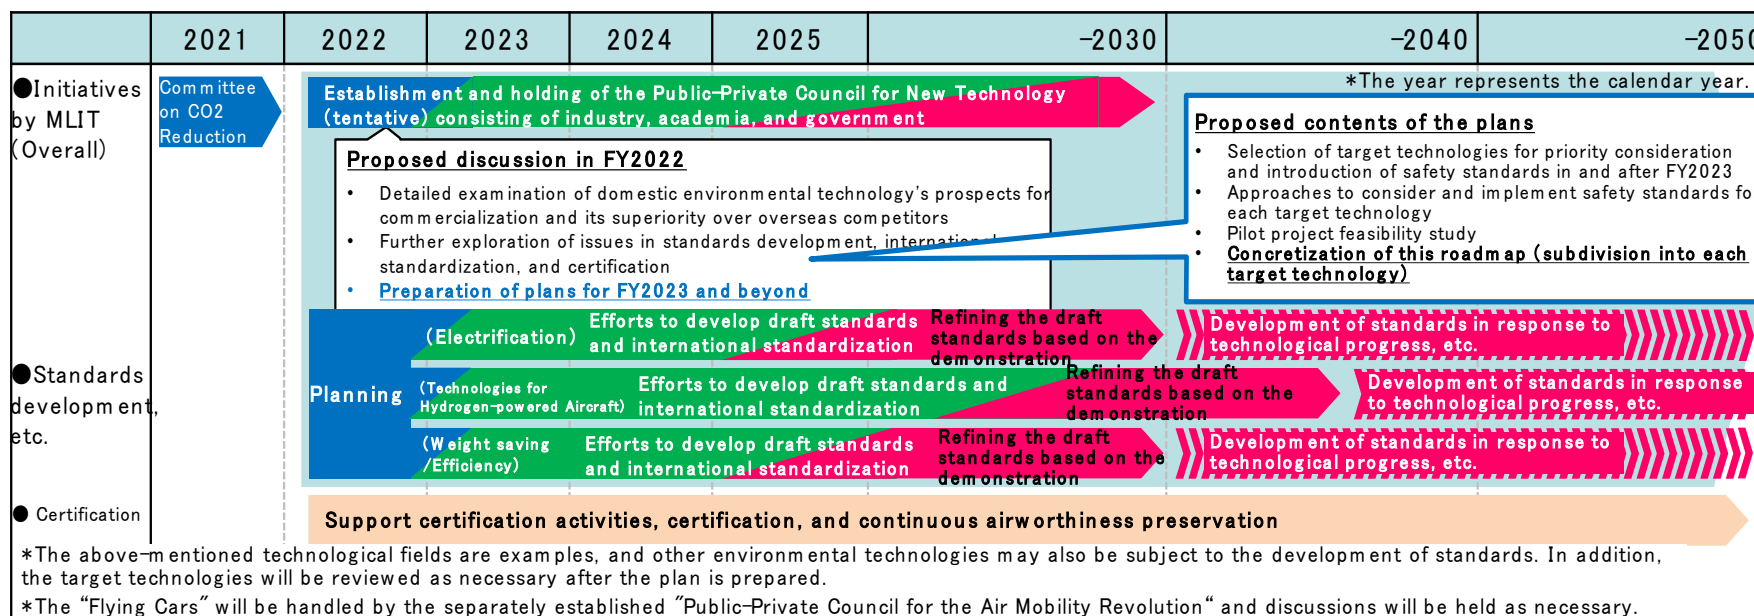 2021 2022 2023 2024 2025 -2030 -2040 -2050
*The year represents the calendar year.
●Initiatives
by MLIT
(Overall)
Committee
on CO2
Reduction
Establishment and holding of the Public-Private Council for New Technology
(tentative) consisting of industry, academia, and government
Proposed discussion in FY2022
• Detailed examination of domestic environmental technology's prospects for
commercialization and its superiority over overseas competitors
• Further exploration of issues in standards development, international
standardization, and certification
• Preparation of plans for FY2023 and beyond
Proposed contents of the plans
• Selection of target technologies for priority consideration
and introduction of safety standards in and after FY2023
• Approaches to consider and implement safety standards fo
each target technology
• Pilot project feasibility study
• Concretization of this roadmap (subdivision into each
target technology)
●Standards
development,
etc.
Planning
(Electrification)
Efforts to develop draft standards
and international standardization
Refining the draft
standards based on the
demonstration
Development of standards in response to
technological progress, etc.
(Technologies for
Hydrogen-powered Aircraft)
Efforts to develop draft standards and
international standardization
Refining the draft
standards based on the
demonstration
Development of standards in response
to technological progress, etc.
(Weight saving
/Efficiency)
Efforts to develop draft standards
and international standardization
Refining the draft
standards based on the
demonstration
Development of standards in response to
technological progress, etc.
● Certification
Support certification activities, certification, and continuous airworthiness preservation
*The above-mentioned technological fields are examples, and other environmental technologies may also be subject to the development of standards. In addition,
the target technologies will be reviewed as necessary after the plan is prepared.
*The “Flying Cars” will be handled by the separately established "Public-Private Council for the Air Mobility Revolution“ and discussions will be held as necessary.